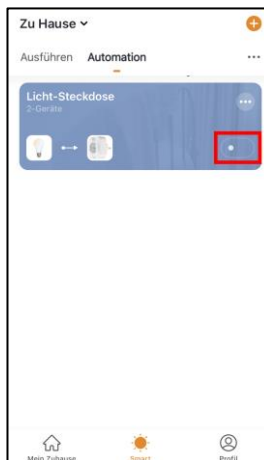 Zu Hause
Ausführen Automation
Licht-Steckdose
2-Geräte
Mein Zuhause Smart Profil